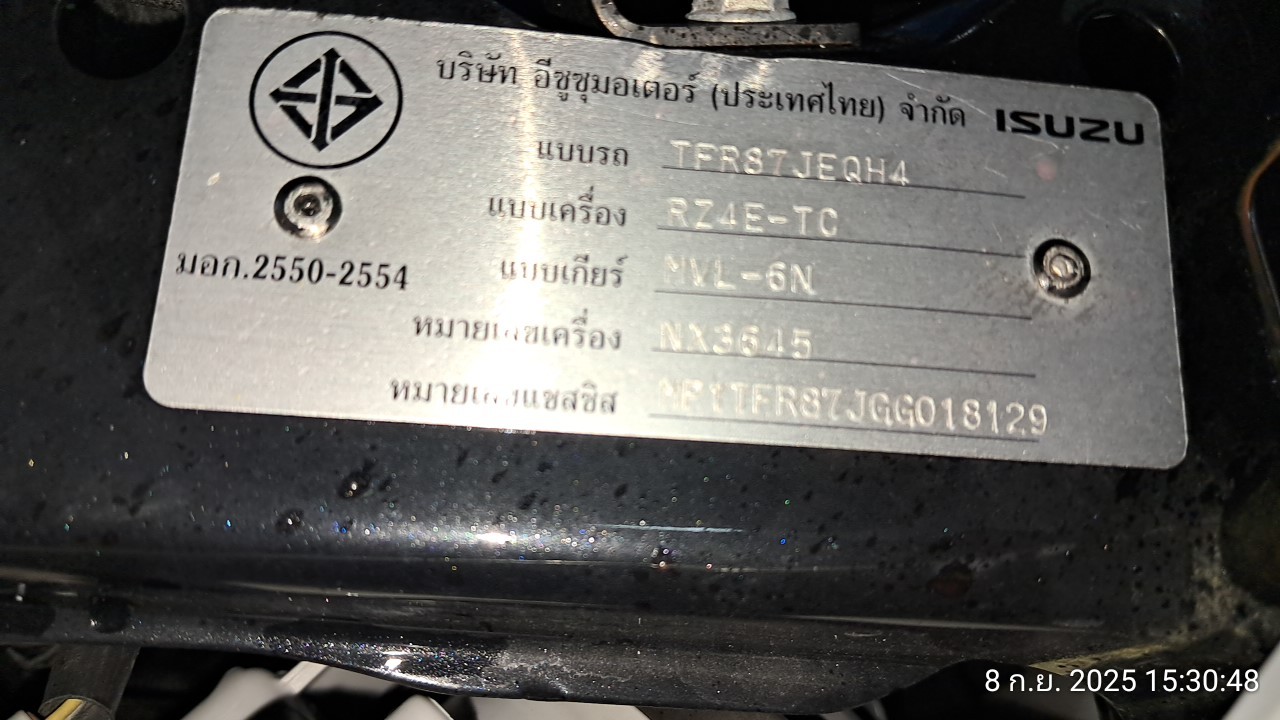 บริษัท อีซูซุมอเตอร์ (ประเทศไทย) จำกัด ISUZU
แบบรถ TFR87JEQH4
แบบเครื่อง RZ4E-TC
มอก.2550-2554
แบบเกียร์ MVL-6N
หมายเลขเครื่อง NX3645
หมายเลขแชสซิส
8 ก.ย. 2025 15:30:48